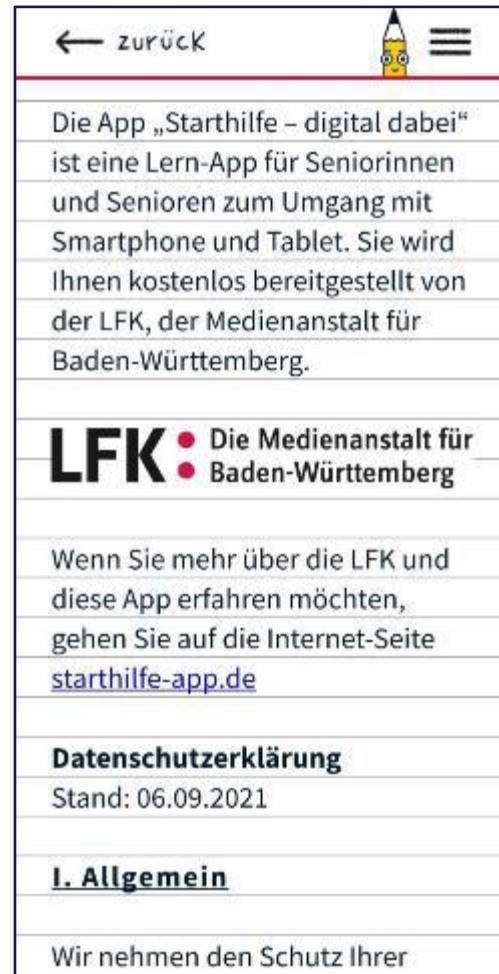 ← zurück
Die App „Starthilfe – digital dabei“
ist eine Lern-App für Seniorinnen
und Senioren zum Umgang mit
Smartphone und Tablet. Sie wird
Ihnen kostenlos bereitgestellt von
der LFK, der Medienanstalt für
Baden-Württemberg.
LFK Die Medienanstalt für
Baden-Württemberg
Wenn Sie mehr über die LFK und
diese App erfahren möchten,
gehen Sie auf die Internet-Seite
starthilfe-app.de
Datenschutzerklärung
Stand: 06.09.2021
I. Allgemein
Wir nehmen den Schutz Ihrer